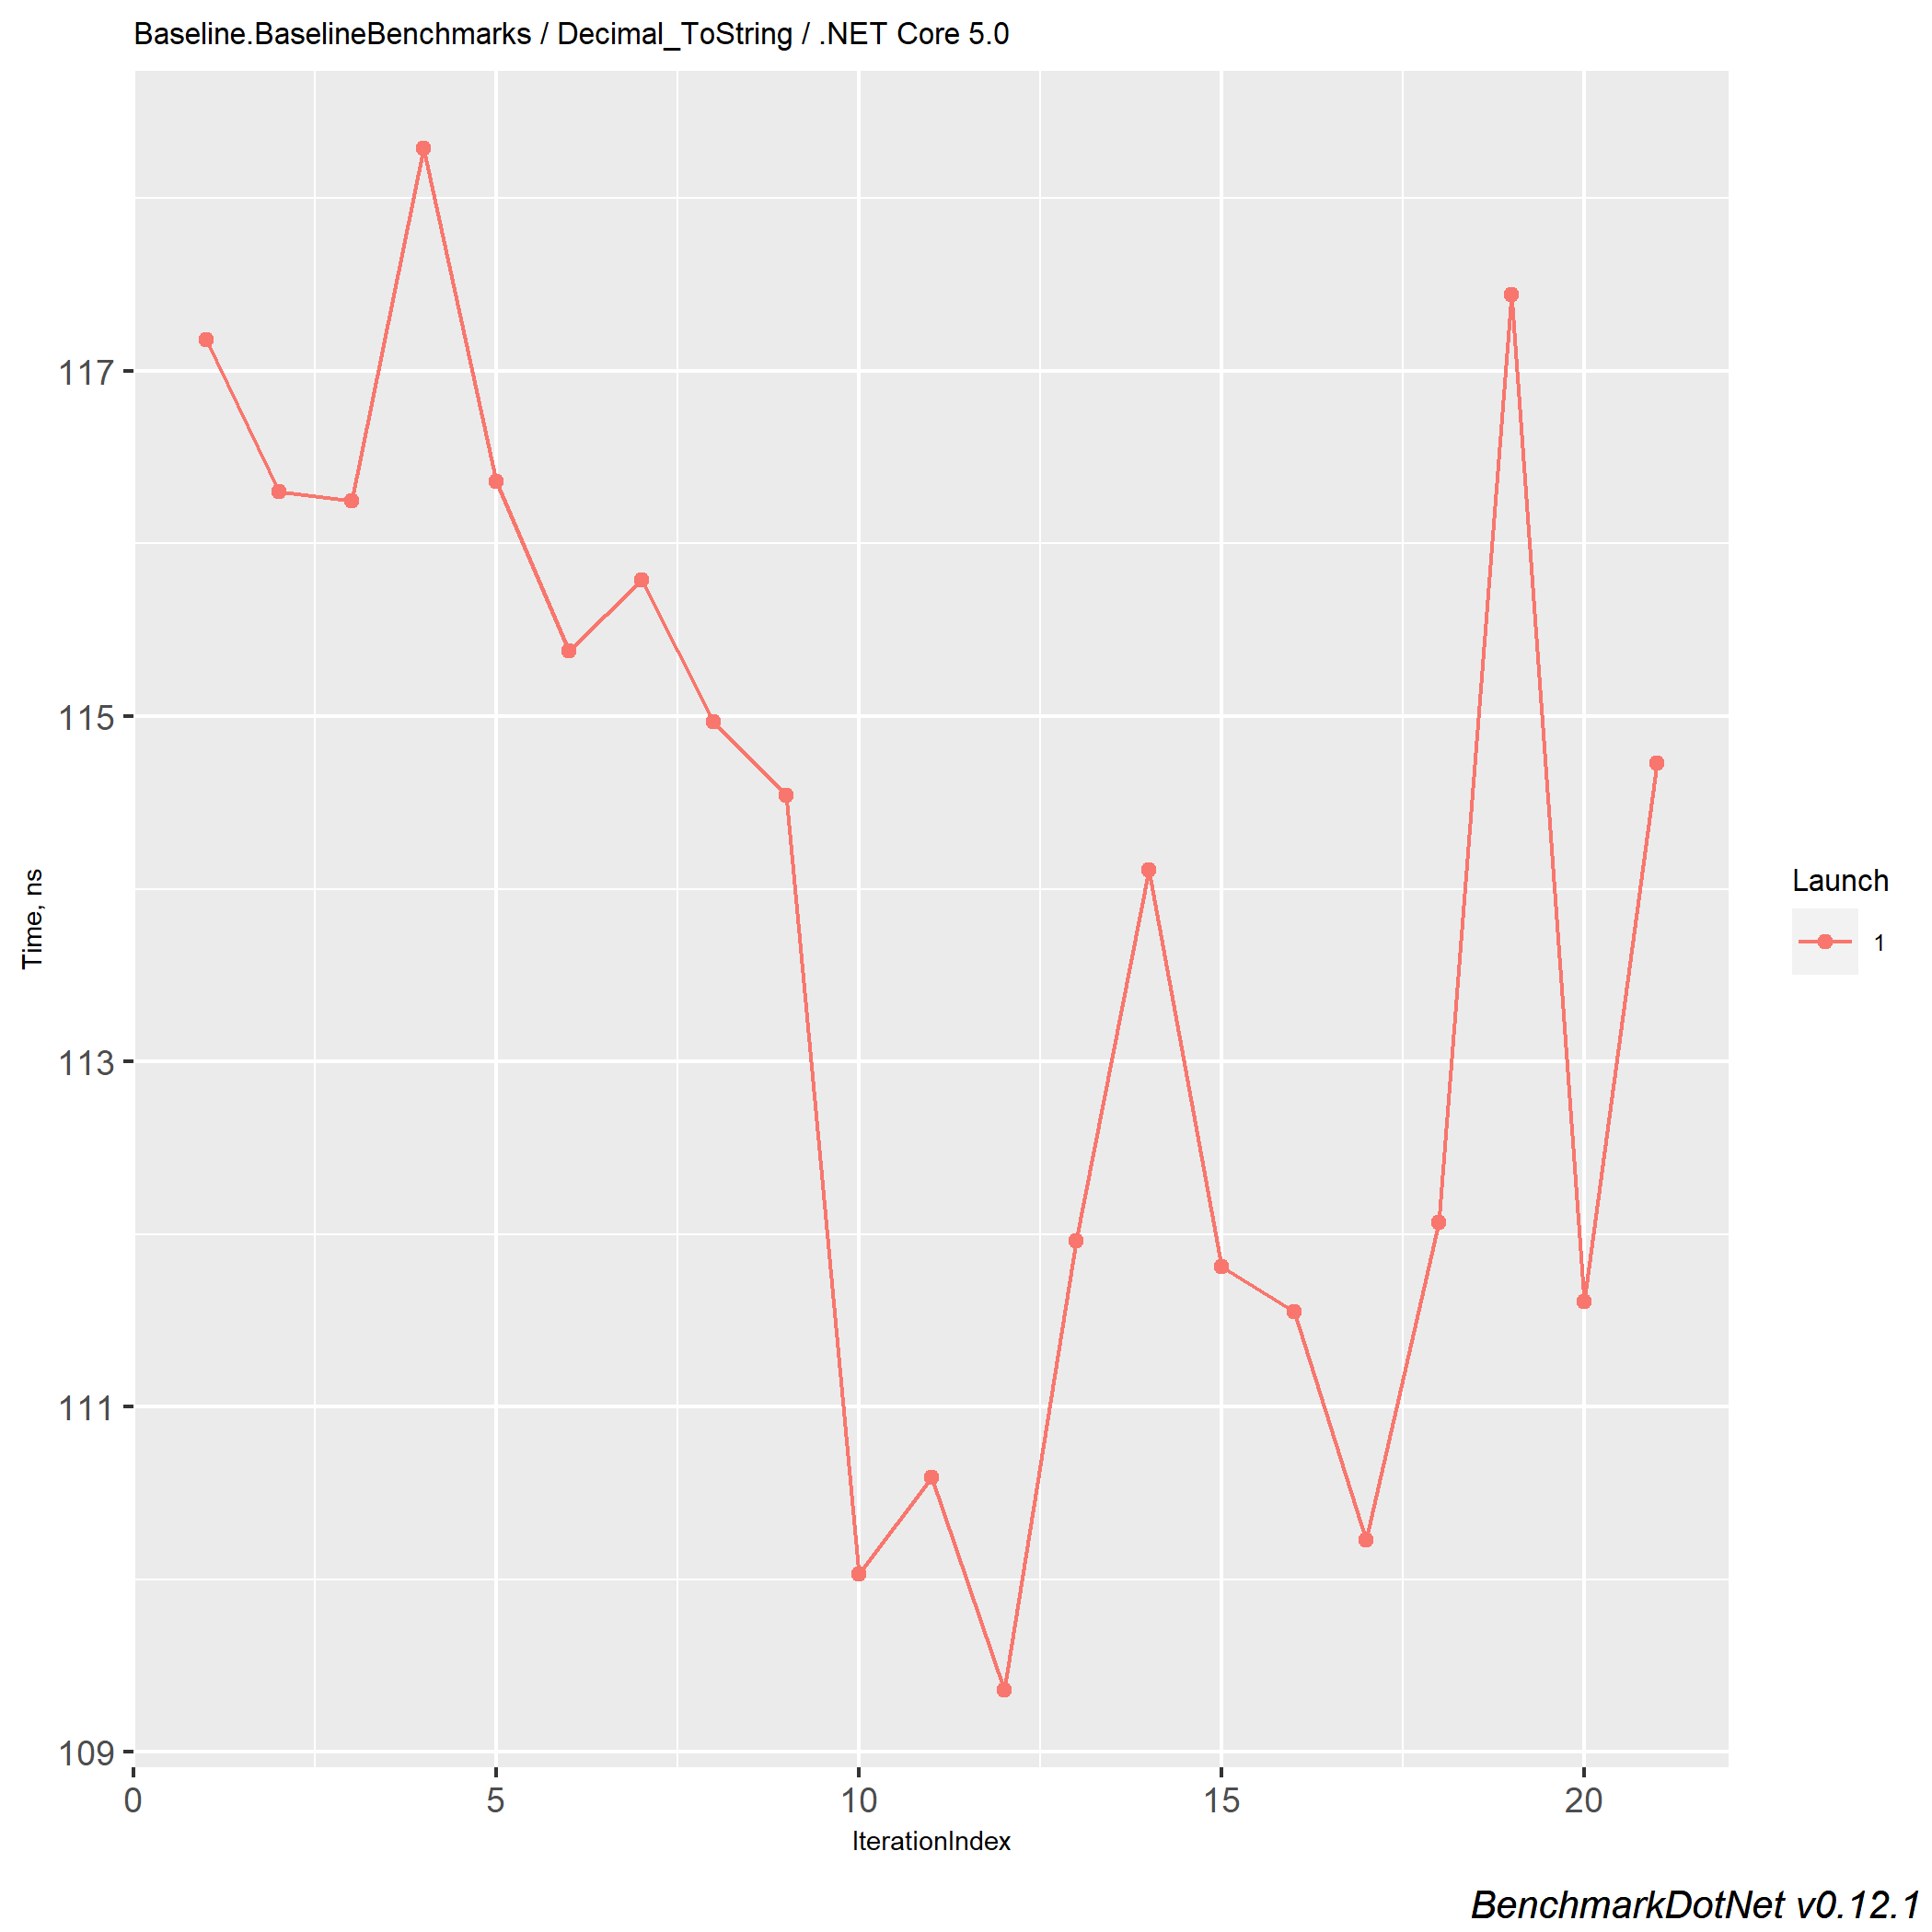 Baseline.BaselineBenchmarks / Decimal_ToString / .NET Core 5.0
117
115
113
111
109
Time, ns
0 5 10 15 20
IterationIndex
Launch
1
BenchmarkDotNet v0.12.1